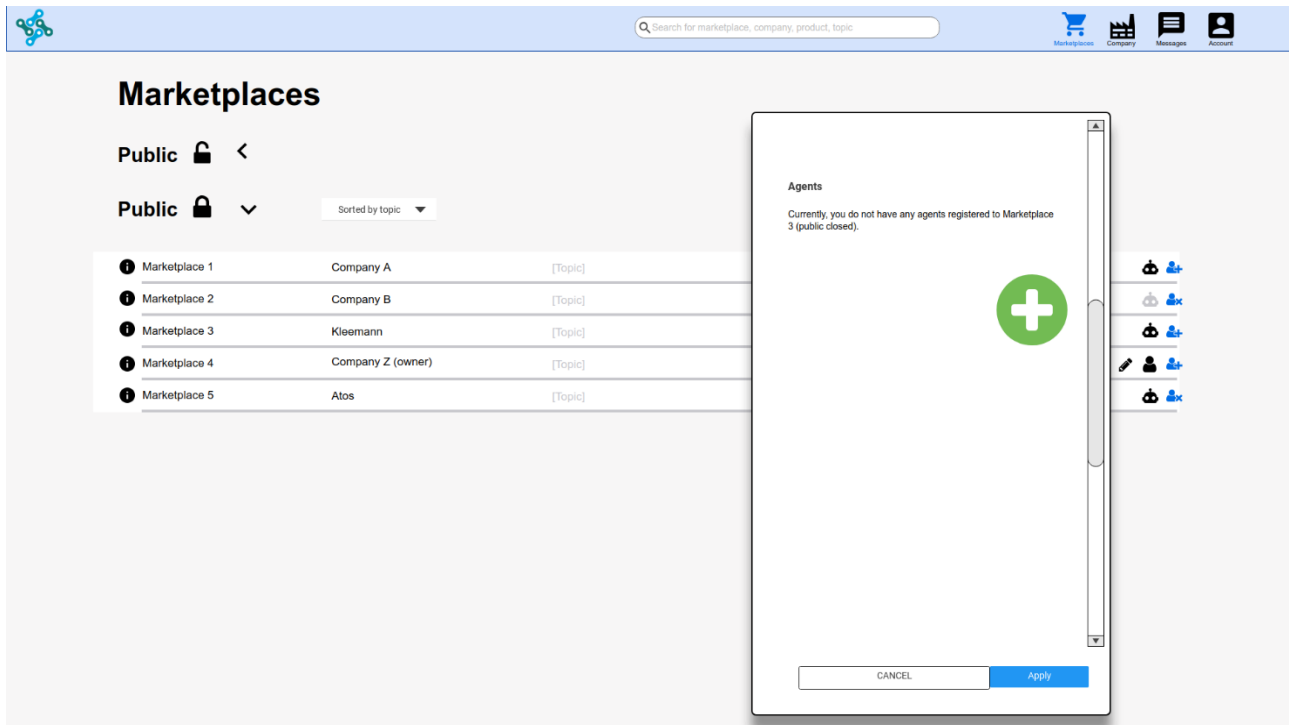 Search for marketplace, company, product, topic
Marketplaces
Company
Messages
Account
Marketplaces
Public
Public
Sorted by topic
Marketplace 1 Company A [Topic]
Marketplace 2 Company B [Topic]
Marketplace 3 Kleemann [Topic]
Marketplace 4 Company Z (owner) [Topic]
Marketplace 5 Atos [Topic]
Agents
Currently, you do not have any agents registered to Marketplace
3 (public closed).
CANCEL
Apply